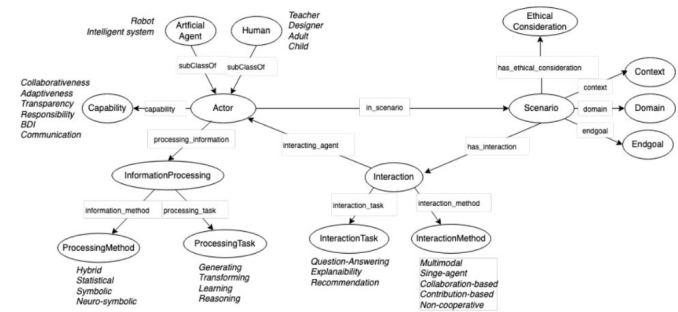 Robot
Intelligent system
Artficial
Agent
Human
Teacher
Designer
Adult
Child
Ethical
Consideration
subClassOf
subClassOf
has_ethical_consideration
Context
context
Collaborativeness
Adaptiveness
Transparency
Responsibility
BDI
Communication
Capability
capability
Actor
in_scenario
Scenario
domain
Domain
endgoal
Endgoal
processing_information
interacting_agent
has_interaction
InformationProcessing
Interaction
information_method
processing_task
interaction_task
interaction_method
ProcessingMethod
ProcessingTask
InteractionTask
InteractionMethod
Hybrid
Statistical
Symbolic
Neuro-symbolic
Generating
Transforming
Learning
Reasoning
Question-Answering
Explanaibility
Recommendation
Multimodal
Singe-agent
Collaboration-based
Contribution-based
Non-cooperative